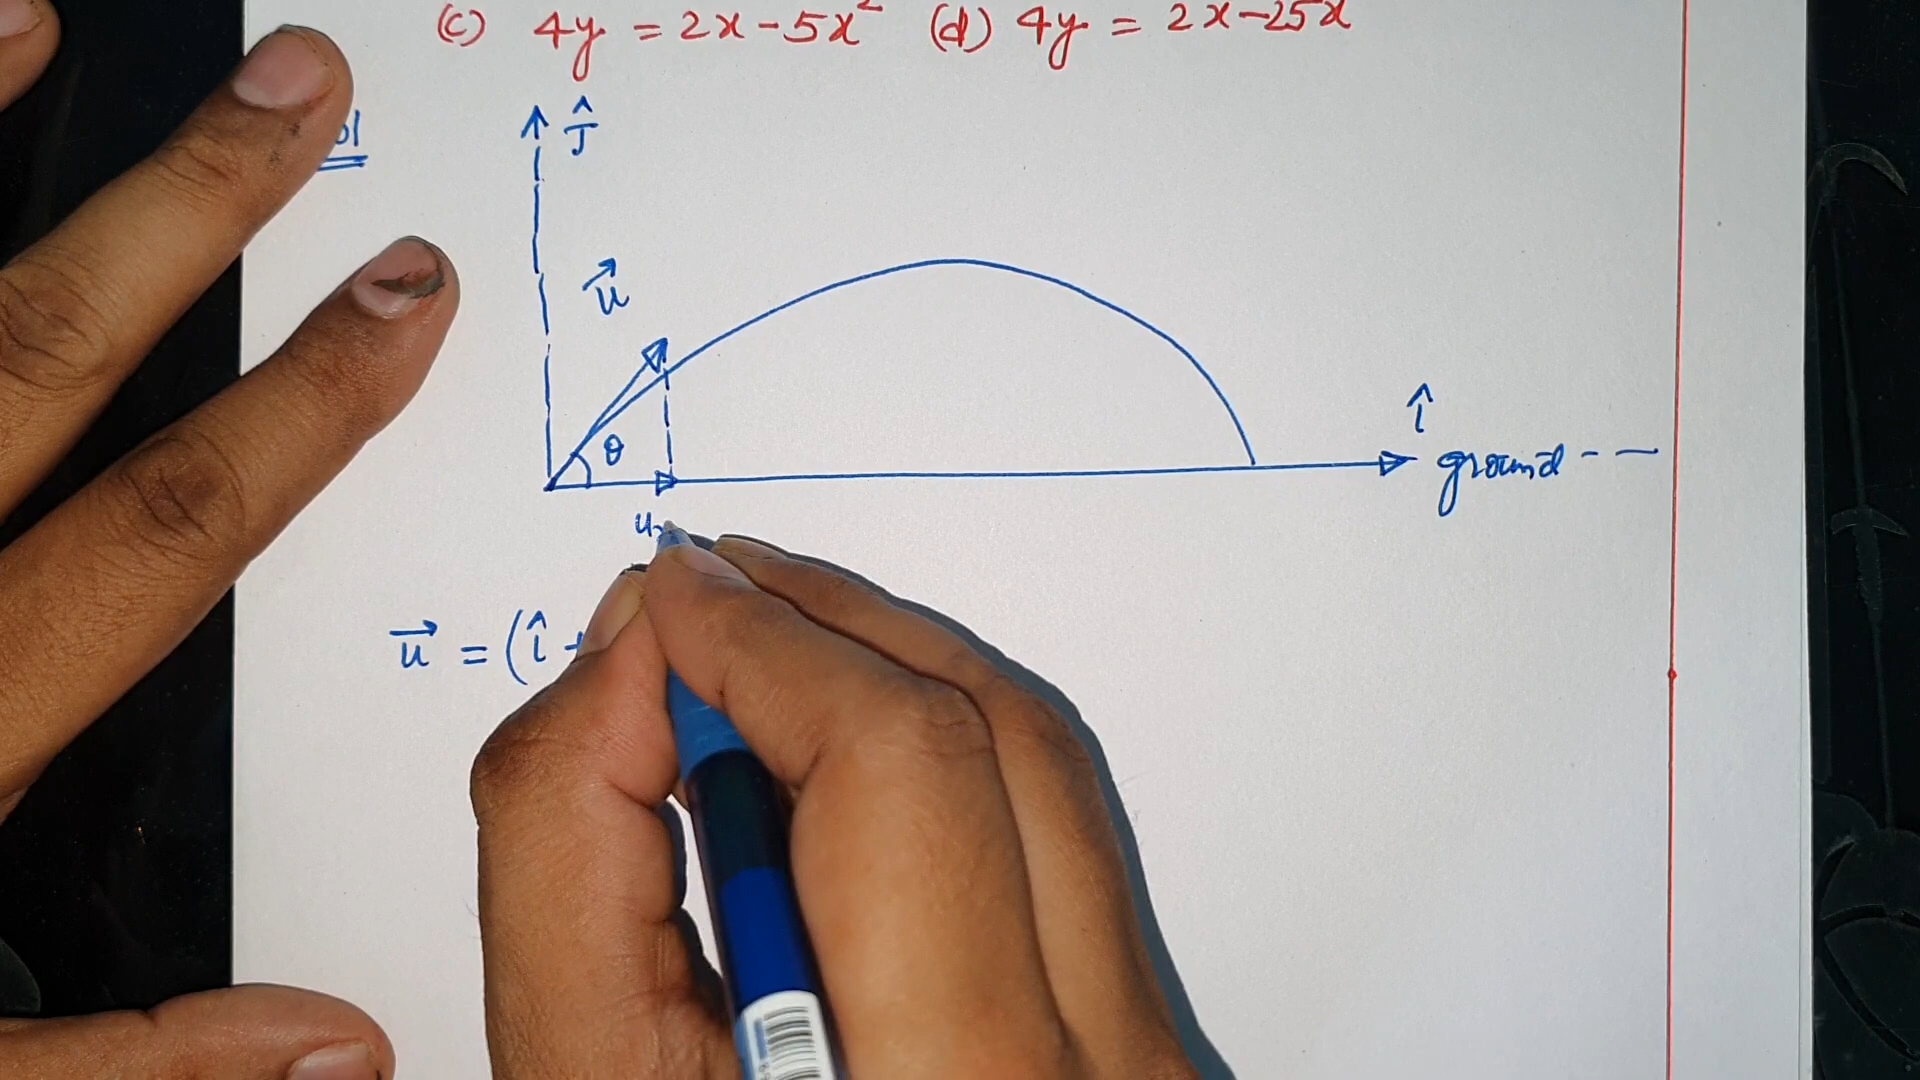 (c) 4y = 2x-5x² (d) 4y = 2x-25x
ĵ
u⃗
θ
î ground - -
u⃗ = (î +